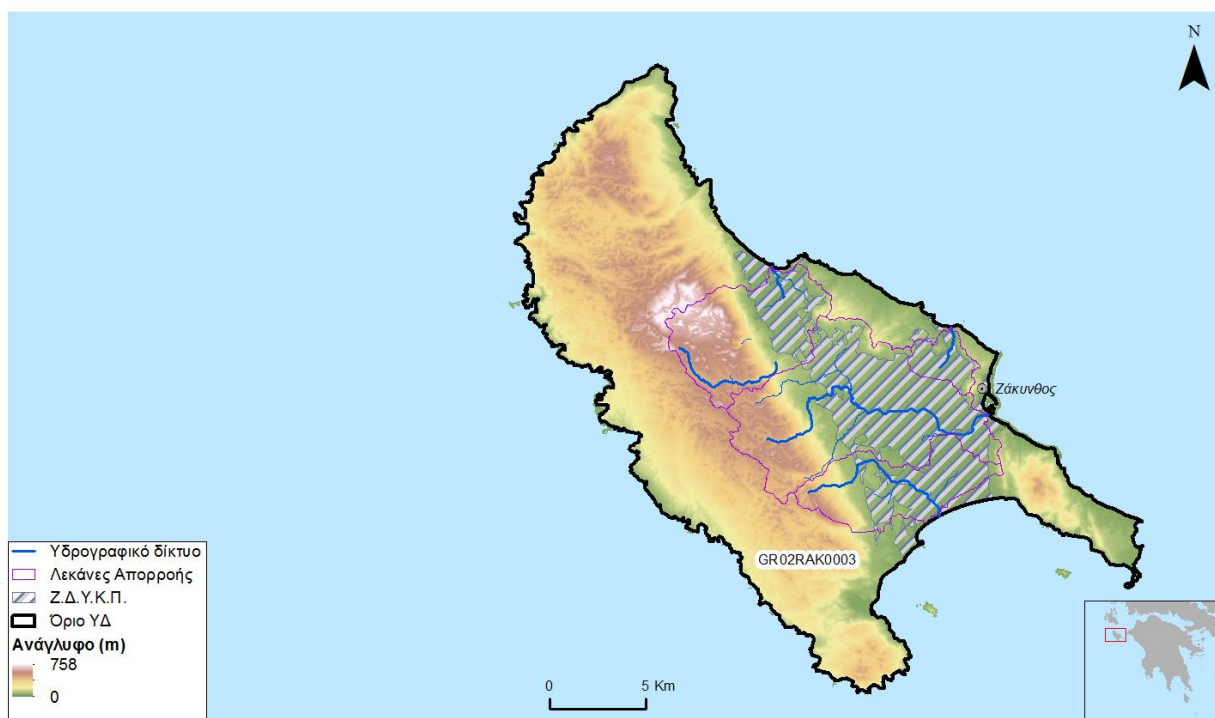 N
Ζάκυνθος
GR02RAK0003
Υδρογραφικό δίκτυο
Λεκάνες Απορροής
Ζ.Δ.Υ.Κ.Π.
Όριο ΥΔ
Ανάγλυφο (m)
758
0
0 5 Km